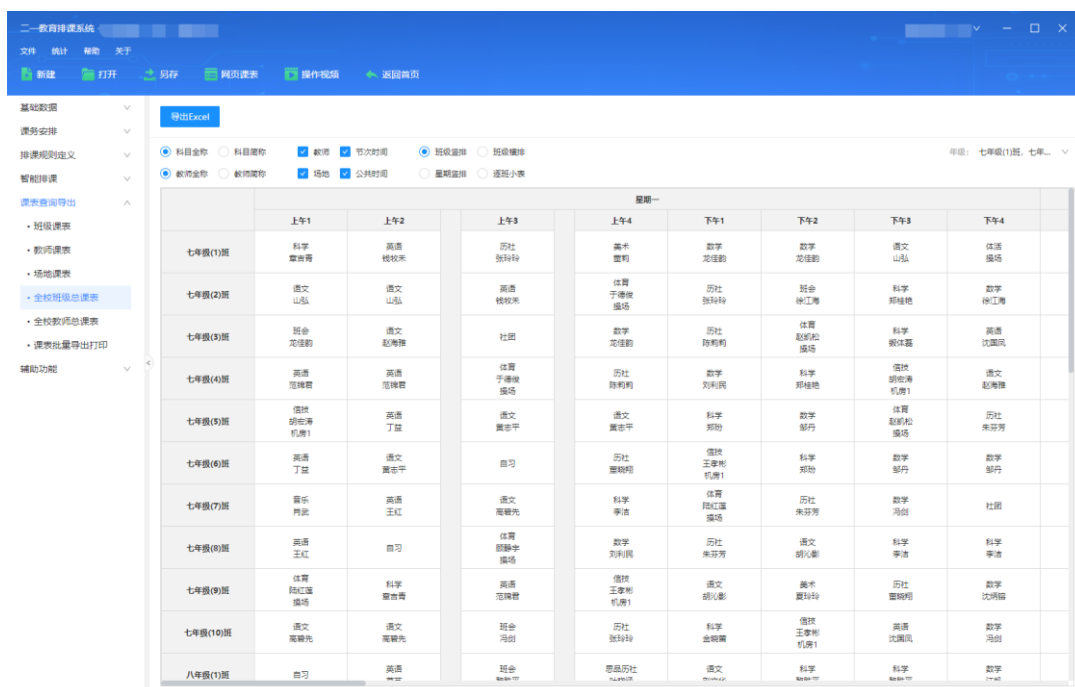 二一教育排课系统
文件 统计 帮助 关于
新建 打开 另存 网页课表 操作视频 返回首页
基础数据
课务安排
排课规则定义
智能排课
课表查询导出
• 班级课表
• 教师课表
• 场地课表
• 全校班级总课表
• 全校教师总课表
• 课表批量导出打印
辅助功能
导出Excel
科目全称 科目简称 教师 节次时间 班级竖排 班级横排 年级： 七年级(1)班, 七年...
教师全称 教师简称 场地 公共时间 星期竖排 逐班小表
星期一
上午1 上午2 上午3 上午4 下午1 下午2 下午3 下午4
科学 英语 历社 美术 数学 数学 语文 体活
七年级(1)班 章吉青 钱牧禾 张玲玲 董莉 龙佳韵 龙佳韵 山弘 操场
语文 语文 英语 体育 历社 班会 科学 数学
七年级(2)班 山弘 山弘 钱牧禾 于德俊 张玲玲 徐江海 郑桂艳 徐江海
操场
班会 语文 社团 数学 历社 体育 科学 英语
七年级(3)班 龙佳韵 赵海雅 龙佳韵 陈莉莉 赵凯松 沈国凤
操场
英语 英语 体育 历社 数学 科学 信技 语文
七年级(4)班 范锦君 范锦君 于德俊 陈莉莉 刘利民 郑桂艳 胡宏涛 赵海雅
操场 机房1
信技 英语 语文 语文 科学 数学 体育 历社
七年级(5)班 胡宏涛 丁益 黄志平 黄志平 郑玢 邹丹 赵凯松 朱芬芳
机房1 操场
英语 语文 自习 历社 信技 科学 数学 数学
七年级(6)班 丁益 黄志平 董晓翔 王孝彬 郑玢 邹丹 邹丹
机房1
音乐 英语 语文 科学 体育 历社 数学 社团
七年级(7)班 肖武 王红 高碧先 李洁 陆红莲 朱芬芳 冯剑
操场
英语 自习 体育 数学 历社 语文 科学 科学
七年级(8)班 王红 顾静宇 刘利民 朱芬芳 胡沁影 李洁 李洁
操场
体育 科学 英语 信技 语文 美术 历社 数学
七年级(9)班 陆红莲 章吉青 范锦君 王孝彬 胡沁影 夏玲玲 董晓翔
操场 机房1
语文 语文 班会 历社 科学 信技 英语 数学
七年级(10)班 高碧先 高碧先 冯剑 张玲玲 金晓蕾 王孝彬 沈国凤 冯剑
机房1
八年级(1)班 自习 英语 班会 思品历社 语文 科学 科学 数学